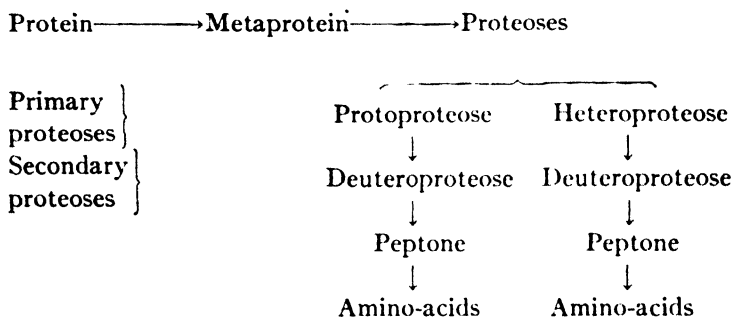 Protein⟶Metaprotein⟶Proteoses
Primary
proteoses
Protoproteose Heteroproteose
↓ ↓
Secondary
proteoses
Deuteroproteose Deuteroproteose
↓ ↓
Peptone Peptone
↓ ↓
Amino-acids Amino-acids